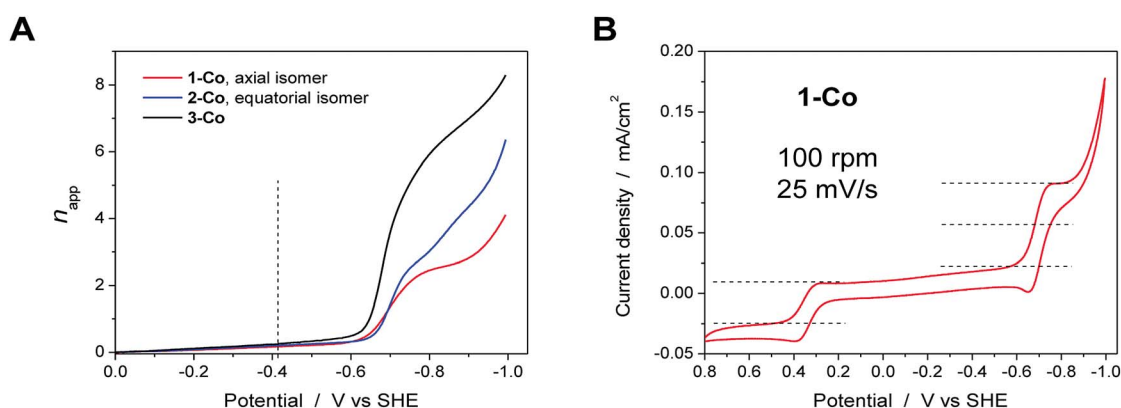 A
8
6
4
2
0
n app
1-Co, axial isomer
2-Co, equatorial isomer
3-Co
0.0 -0.2 -0.4 -0.6 -0.8 -1.0
Potential / V vs SHE
B
0.20
0.15
0.10
0.05
0.00
-0.05
Current density / mA/cm²
1-Co
100 rpm
25 mV/s
0.8 0.6 0.4 0.2 0.0 -0.2 -0.4 -0.6 -0.8 -1.0
Potential / V vs SHE